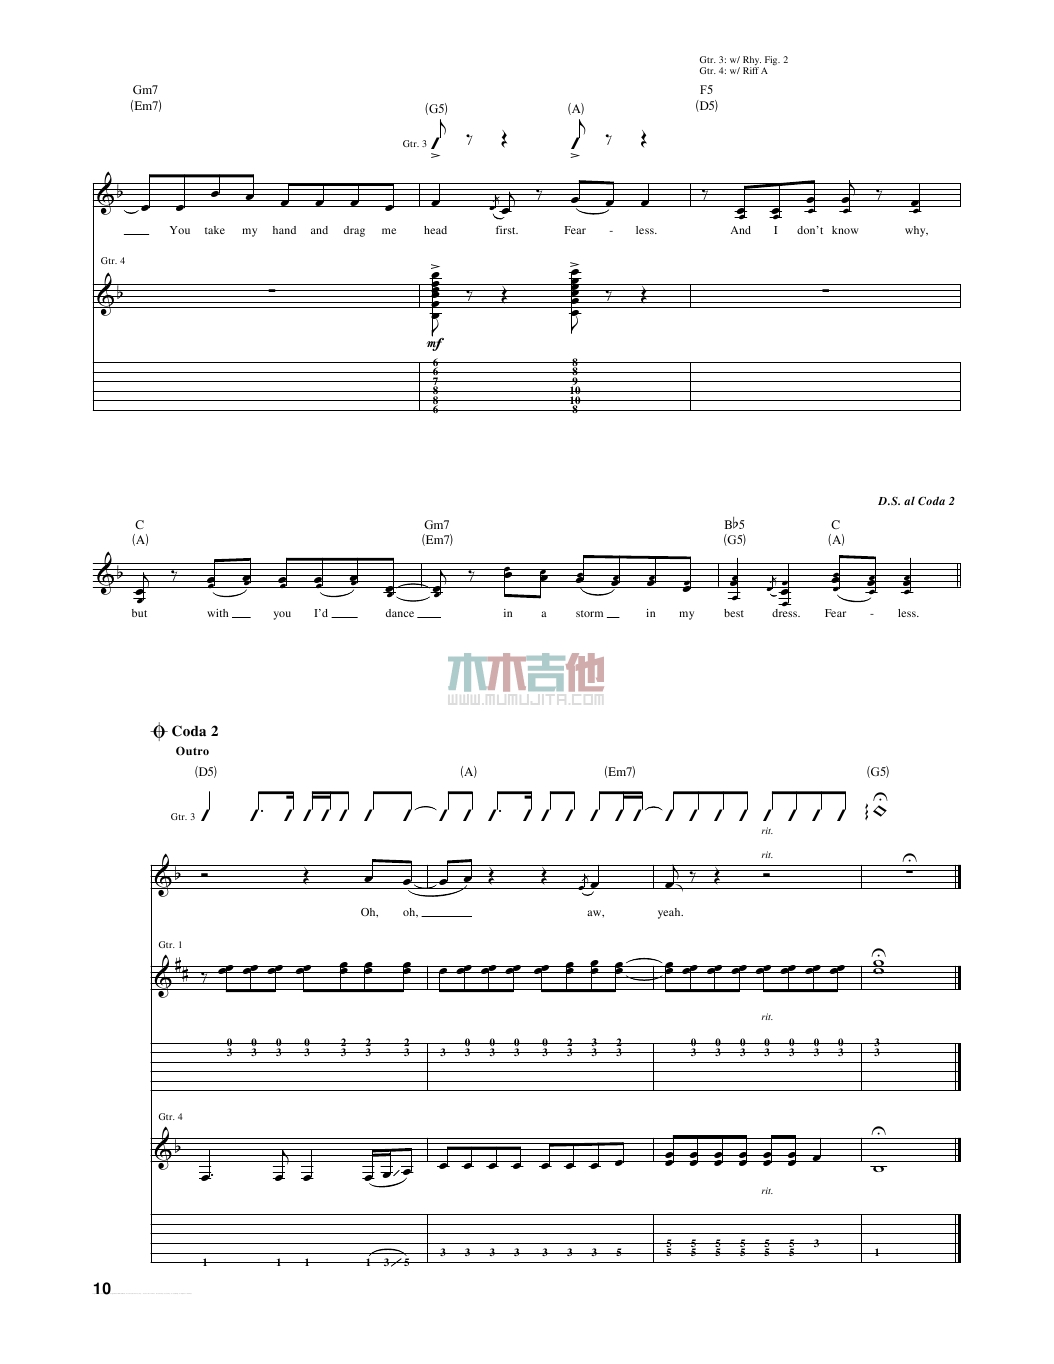 Gtr. 3: w/ Rhy. Fig. 2
Gtr. 4: w/ Riff A
Gm7 F5
(Em7) (G5) (A) (D5)
Gtr. 3
You take my hand and drag me head first. Fear - less. And I don't know why,
Gtr. 4
mf
6 8
6 8
7 9
8 10
8 10
6 8
D.S. al Coda 2
C Gm7 B♭5 C
(A) (Em7) (G5) (A)
but with you I'd dance in a storm in my best dress. Fear - less.
木木吉他
WWW.MUMUJITA.COM
Coda 2
Outro
(D5) (A) (Em7) (G5)
Gtr. 3
rit.
rit.
Oh, oh, aw, yeah.
Gtr. 1
rit.
0 0 0 0 2 2 2 0 0 0 0 2 3 2 0 0 0 0 0 0 0 3
3 3 3 3 3 3 3 3 3 3 3 3 3 3 3 3 3 3 3 3 3 3 3
Gtr. 4
rit.
5 5 5 5 5 5 3
3 3 3 3 3 3 3 5 5 5 5 5 5 5 1
1 1 1 1 3 5
10